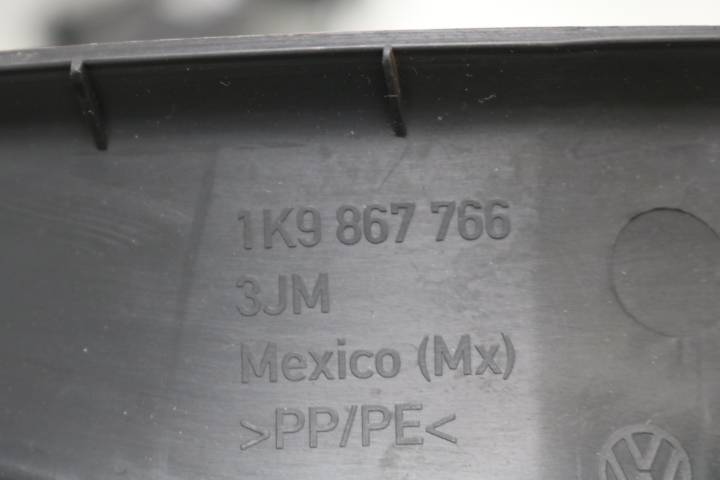 1K9 867 766
3JM
Mexico (Mx)
>PP/PE<